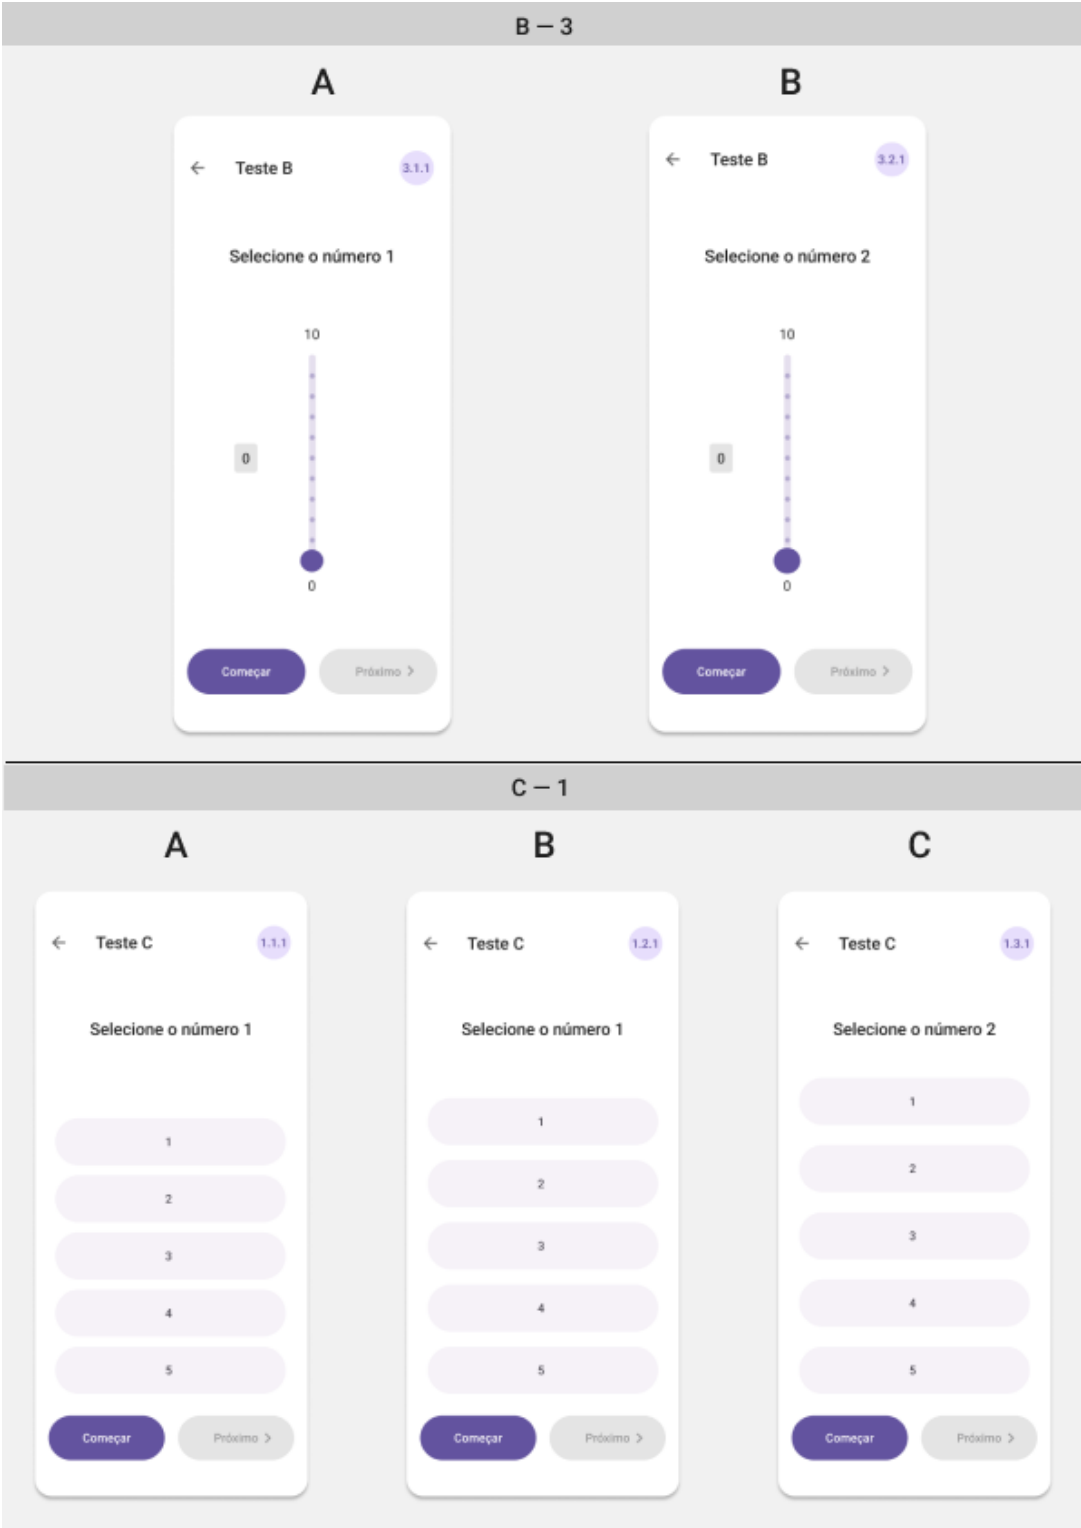 B — 3
A
B
Teste B
3.1.1
Selecione o número 1
10
0
0
Começar
Próximo >
Teste B
3.2.1
Selecione o número 2
10
0
0
Começar
Próximo >
C — 1
A
B
C
Teste C
1.1.1
Selecione o número 1
1
2
3
4
5
Começar
Próximo >
Teste C
1.2.1
Selecione o número 1
1
2
3
4
5
Começar
Próximo >
Teste C
1.3.1
Selecione o número 2
1
2
3
4
5
Começar
Próximo >